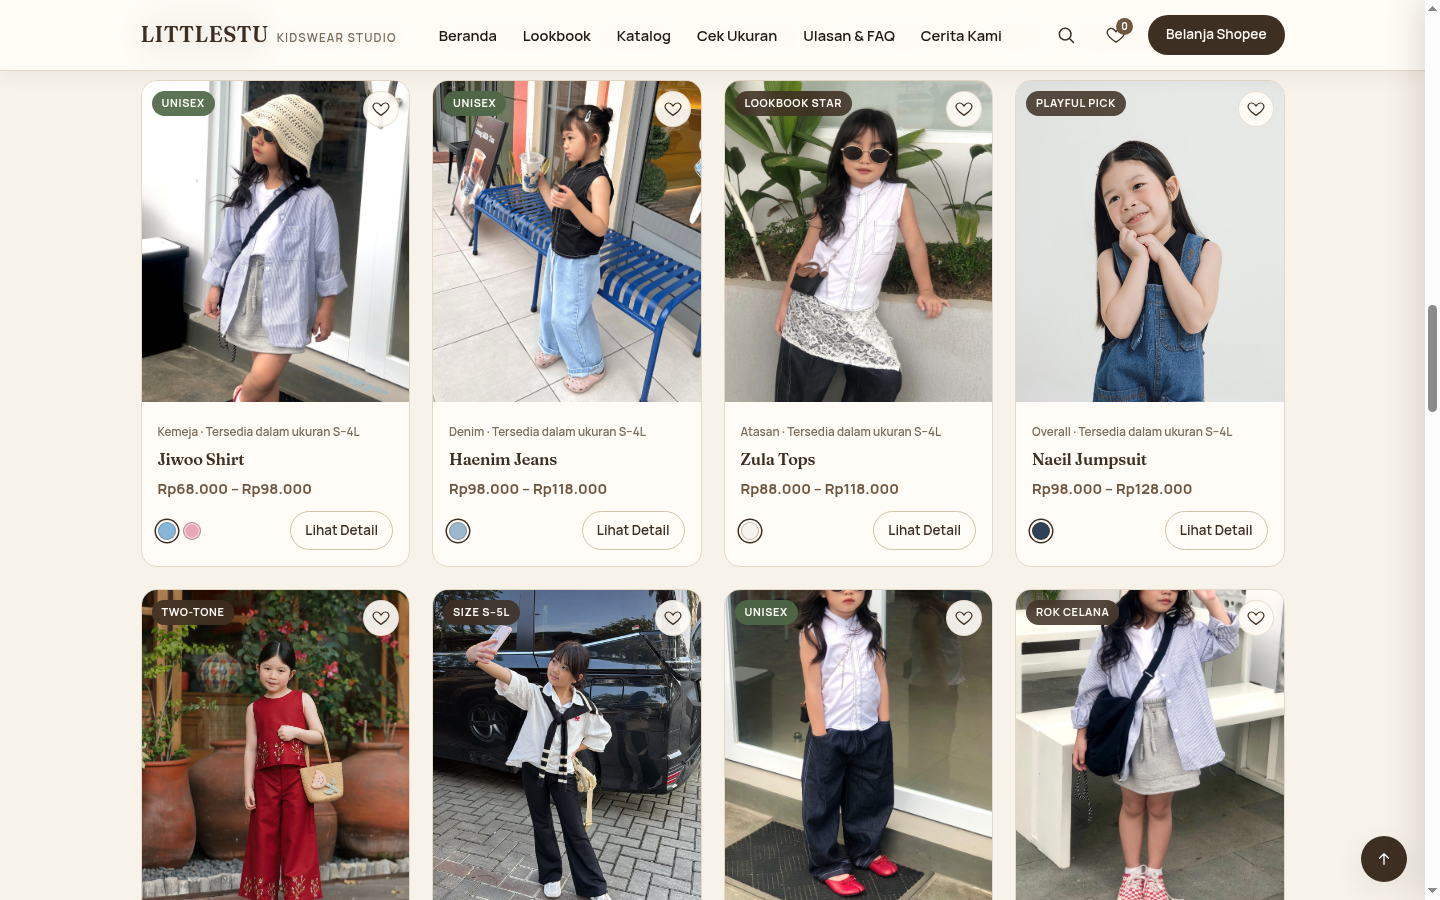 LITTLESTU KIDSWEAR STUDIO
Beranda
Lookbook
Katalog
Cek Ukuran
Ulasan & FAQ
Cerita Kami
0
Belanja Shopee
UNISEX
UNISEX
LOOKBOOK STAR
PLAYFUL PICK
Kemeja · Tersedia dalam ukuran S–4L
Jiwoo Shirt
Rp68.000 – Rp98.000
Lihat Detail
Denim · Tersedia dalam ukuran S–4L
Haenim Jeans
Rp98.000 – Rp118.000
Lihat Detail
Atasan · Tersedia dalam ukuran S–4L
Zula Tops
Rp88.000 – Rp118.000
Lihat Detail
Overall · Tersedia dalam ukuran S–4L
Naeil Jumpsuit
Rp98.000 – Rp128.000
Lihat Detail
TWO-TONE
SIZE S–5L
UNISEX
ROK CELANA